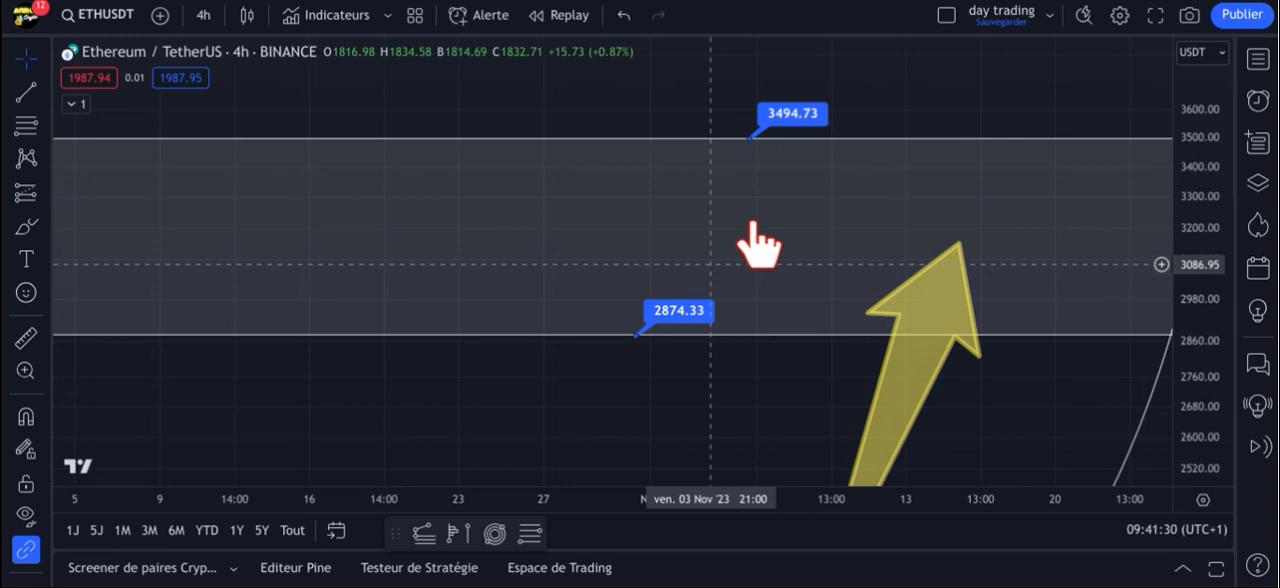 12
ETHUSDT
4h
Indicateurs
Alerte
Replay
day trading
Sauvegarder
Publier
Ethereum / TetherUS · 4h · BINANCE O1816.98 H1834.58 B1814.69 C1832.71 +15.73 (+0.87%)
USDT
1987.94 0.01 1987.95
1
3494.73
2874.33
3600.00
3500.00
3400.00
3300.00
3200.00
3086.95
2980.00
2860.00
2760.00
2680.00
2600.00
2520.00
5 9 14:00 16 14:00 23 27 N ven. 03 Nov '23 21:00 13:00 13 13:00 20 13:00
1J 5J 1M 3M 6M YTD 1Y 5Y Tout
09:41:30 (UTC+1)
Screener de paires Cryp... Editeur Pine Testeur de Stratégie Espace de Trading